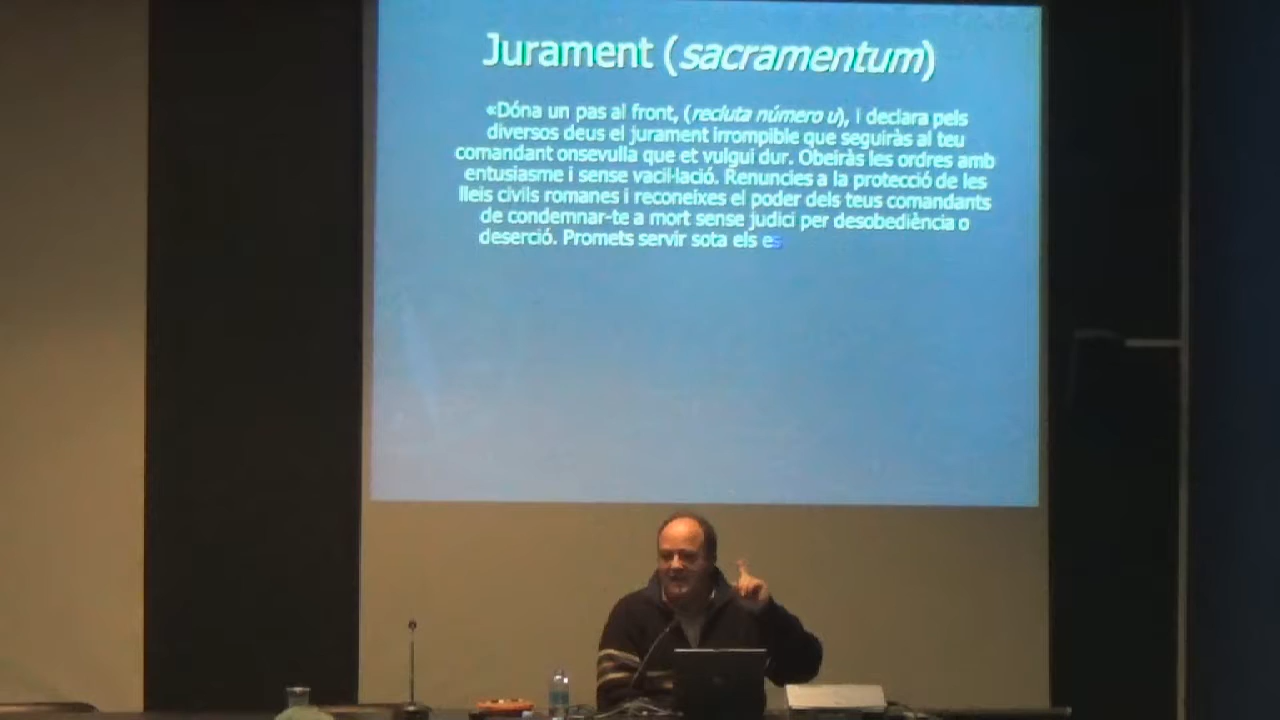 Jurament (sacramentum)
«Dóna un pas al front, (recluta número u), i declara pels
diversos deus el jurament irrompible que seguiràs al teu
comandant onsevulla que et vulgui dur. Obeiràs les ordres amb
entusiasme i sense vacil·lació. Renuncies a la protecció de les
lleis civils romanes i reconeixes el poder dels teus comandants
de condemnar-te a mort sense judici per desobediència o
deserció. Promets servir sota els es